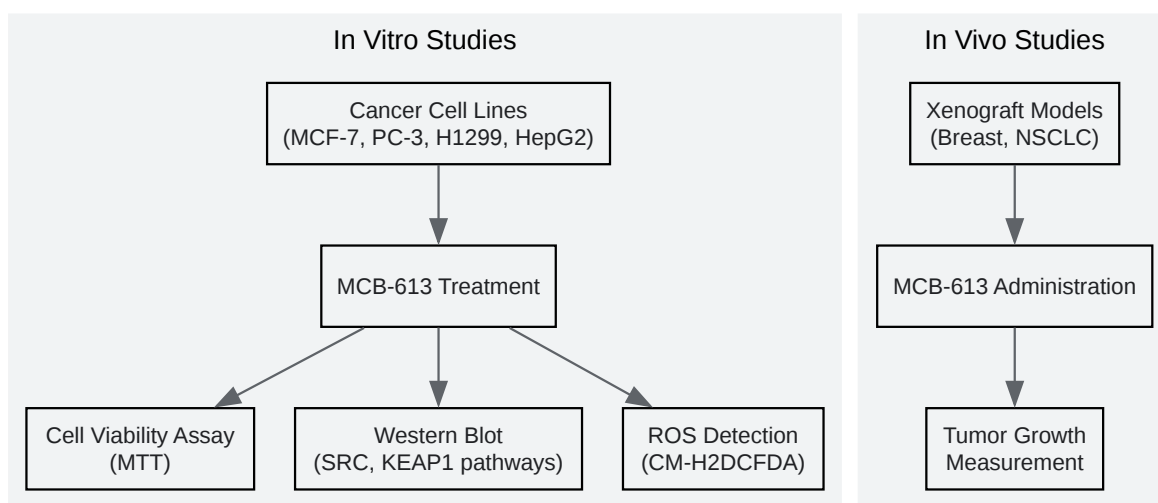 In Vitro Studies
Cancer Cell Lines
(MCF-7, PC-3, H1299, HepG2)
MCB-613 Treatment
Cell Viability Assay
(MTT)
Western Blot
(SRC, KEAP1 pathways)
ROS Detection
(CM-H2DCFDA)
In Vivo Studies
Xenograft Models
(Breast, NSCLC)
MCB-613 Administration
Tumor Growth
Measurement